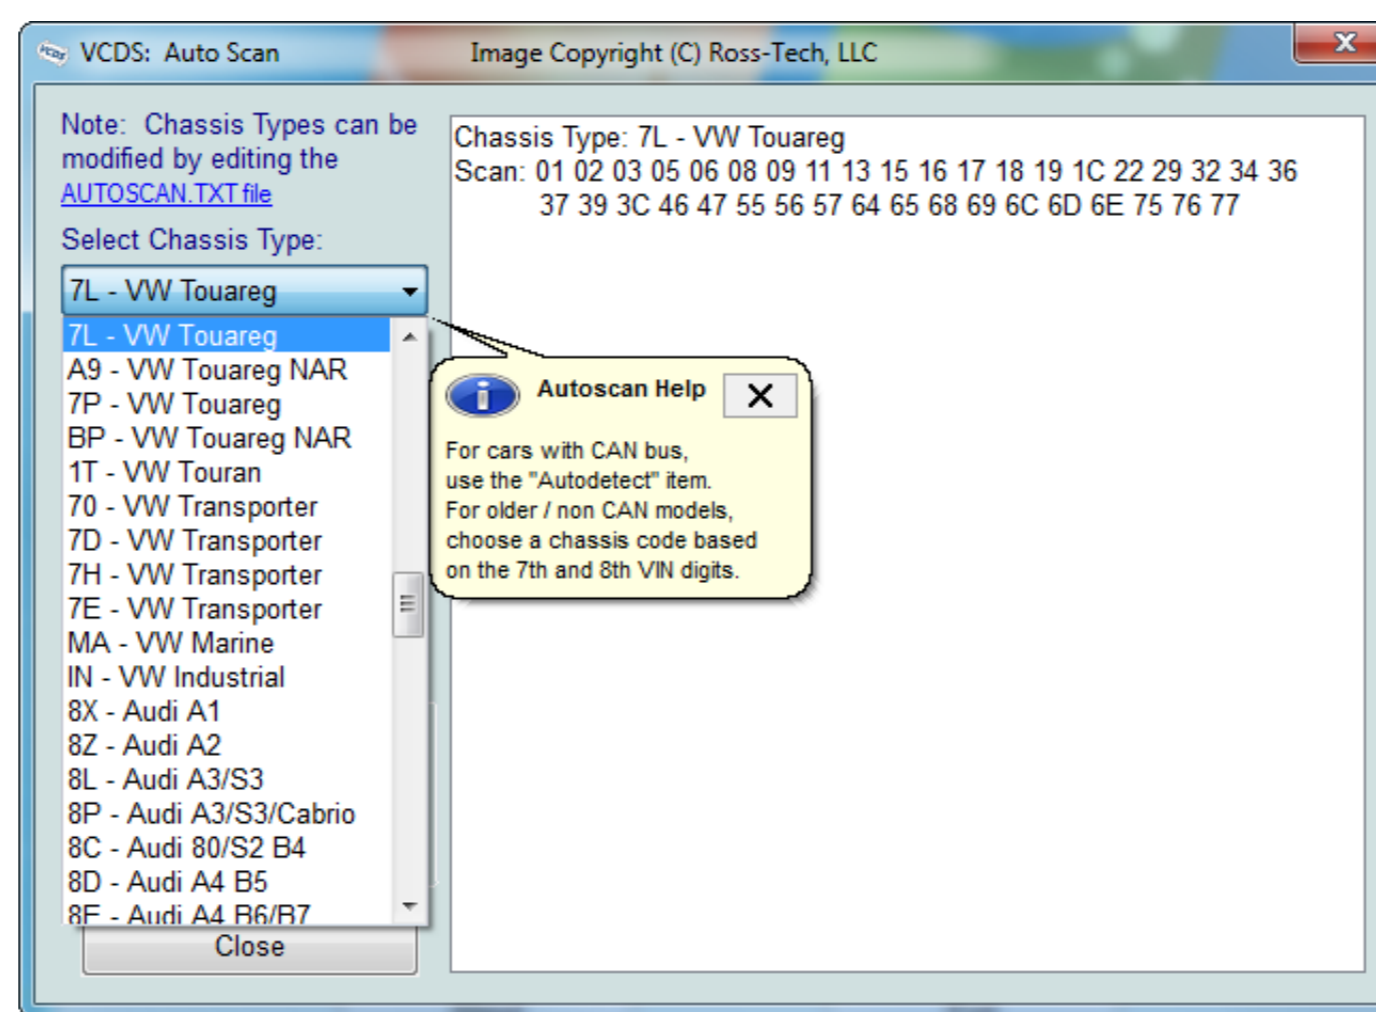 VCDS: Auto Scan
Image Copyright (C) Ross-Tech, LLC
Note: Chassis Types can be
modified by editing the
AUTOSCAN.TXT file
Select Chassis Type:
7L - VW Touareg
7L - VW Touareg
A9 - VW Touareg NAR
7P - VW Touareg
BP - VW Touareg NAR
1T - VW Touran
70 - VW Transporter
7D - VW Transporter
7H - VW Transporter
7E - VW Transporter
MA - VW Marine
IN - VW Industrial
8X - Audi A1
8Z - Audi A2
8L - Audi A3/S3
8P - Audi A3/S3/Cabrio
8C - Audi 80/S2 B4
8D - Audi A4 B5
8E - Audi A4 B6/B7
Close
Chassis Type: 7L - VW Touareg
Scan: 01 02 03 05 06 08 09 11 13 15 16 17 18 19 1C 22 29 32 34 36
37 39 3C 46 47 55 56 57 64 65 68 69 6C 6D 6E 75 76 77
Autoscan Help
For cars with CAN bus,
use the "Autodetect" item.
For older / non CAN models,
choose a chassis code based
on the 7th and 8th VIN digits.